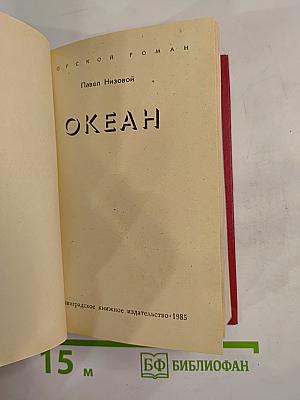 ОРСКОЙ РОМАН
Павел Низовой
ОКЕАН
нинградское книжное издательство•1985
15 м
БФ БИБЛИОФАН